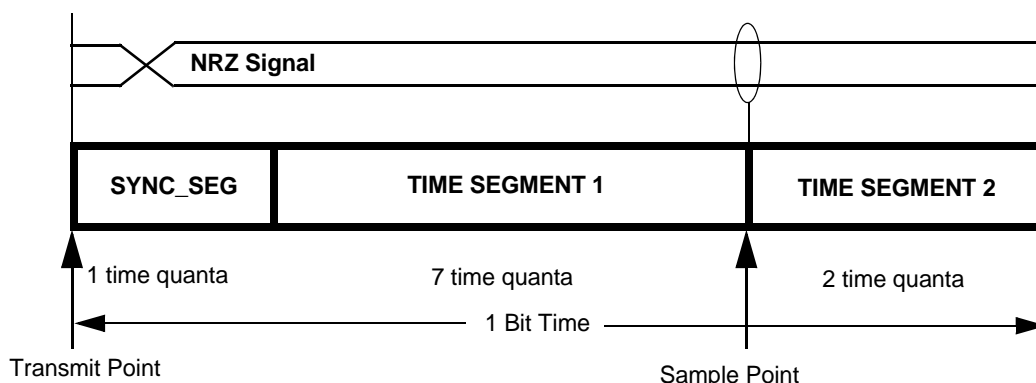 NRZ Signal
SYNC_SEG
TIME SEGMENT 1
TIME SEGMENT 2
1 time quanta
7 time quanta
2 time quanta
1 Bit Time
Transmit Point
Sample Point